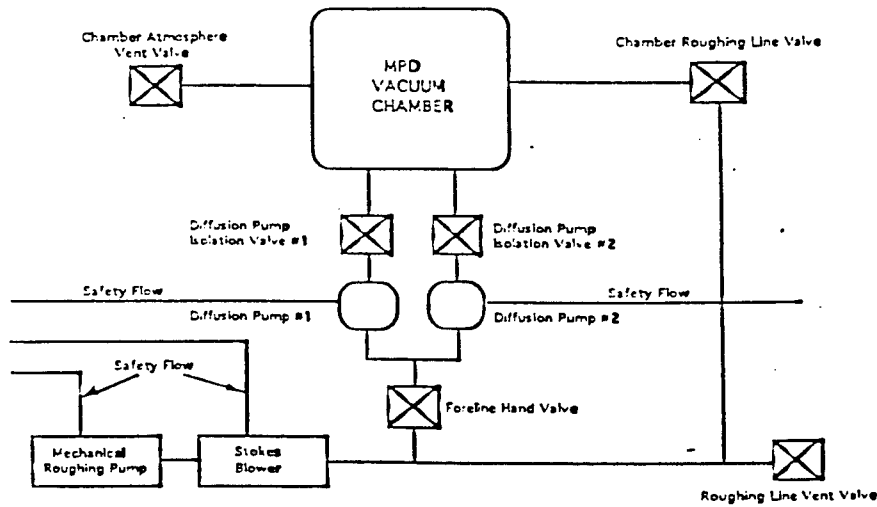 Chamber Atmosphere
Vent Valve
MPD
VACUUM
CHAMBER
Chamber Roughing Line Valve
Diffusion Pump
Isolation Valve #1
Diffusion Pump
Isolation Valve #2
Safety Flow
Safety Flow
Diffusion Pump #1
Diffusion Pump #2
Safety Flow
Foreline Hand Valve
Mechanical
Roughing Pump
Stokes
Blower
Roughing Line Vent Valve